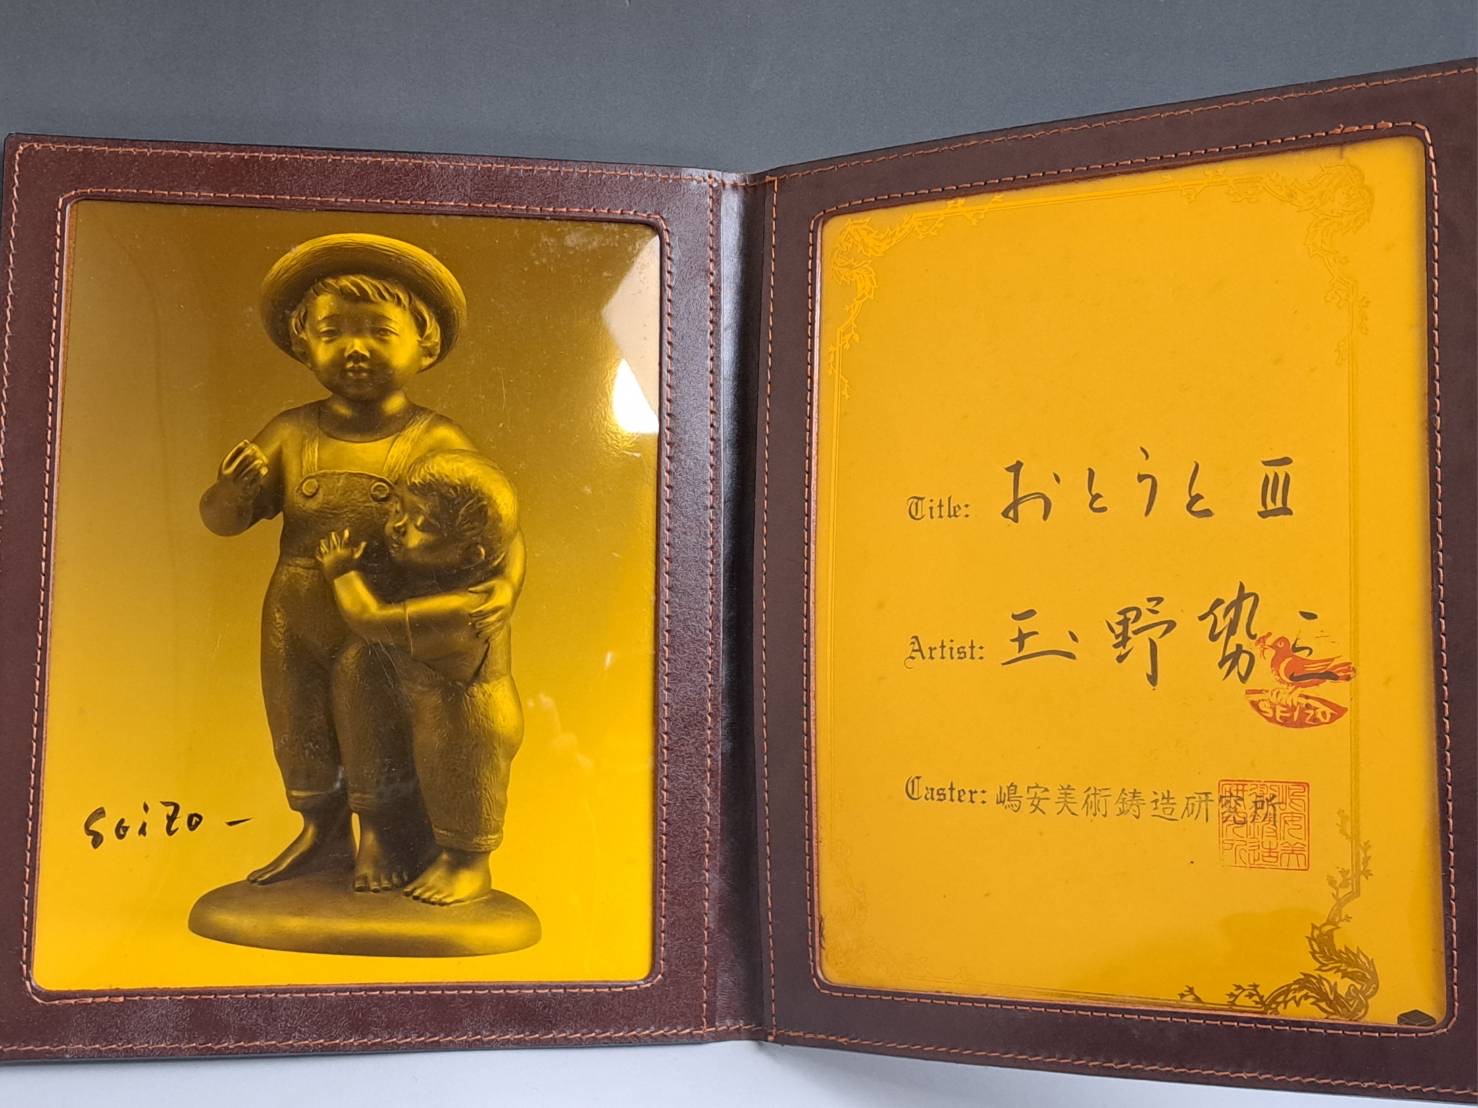 Seizo
Title: おとうと Ⅲ
Artist: 玉野勢三
SEIZO
Caster: 嶋安美術鋳造研究所